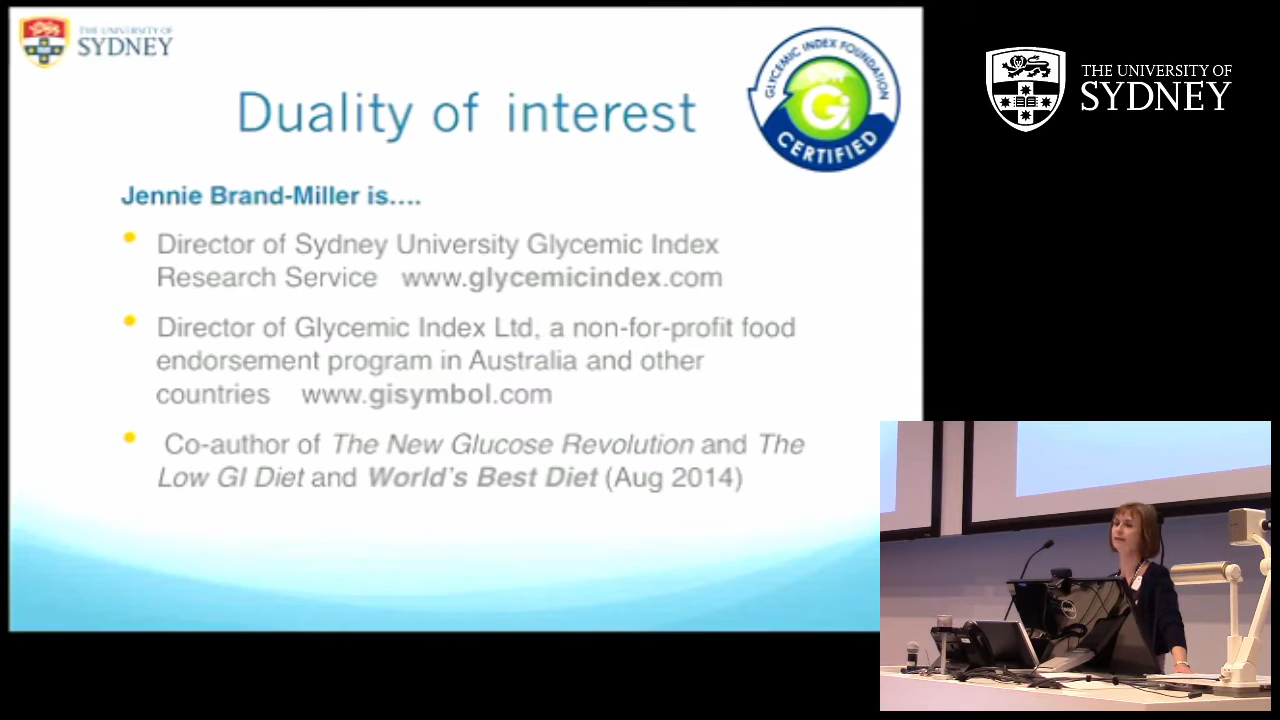 THE UNIVERSITY OF
SYDNEY
Duality of interest
GLYCEMIC INDEX FOUNDATION
LOW
Gi
CERTIFIED
Jennie Brand-Miller is....
• Director of Sydney University Glycemic Index
Research Service www.glycemicindex.com
• Director of Glycemic Index Ltd, a non-for-profit food
endorsement program in Australia and other
countries www.gisymbol.com
• Co-author of The New Glucose Revolution and The
Low GI Diet and World's Best Diet (Aug 2014)
THE UNIVERSITY OF
SYDNEY
DELL